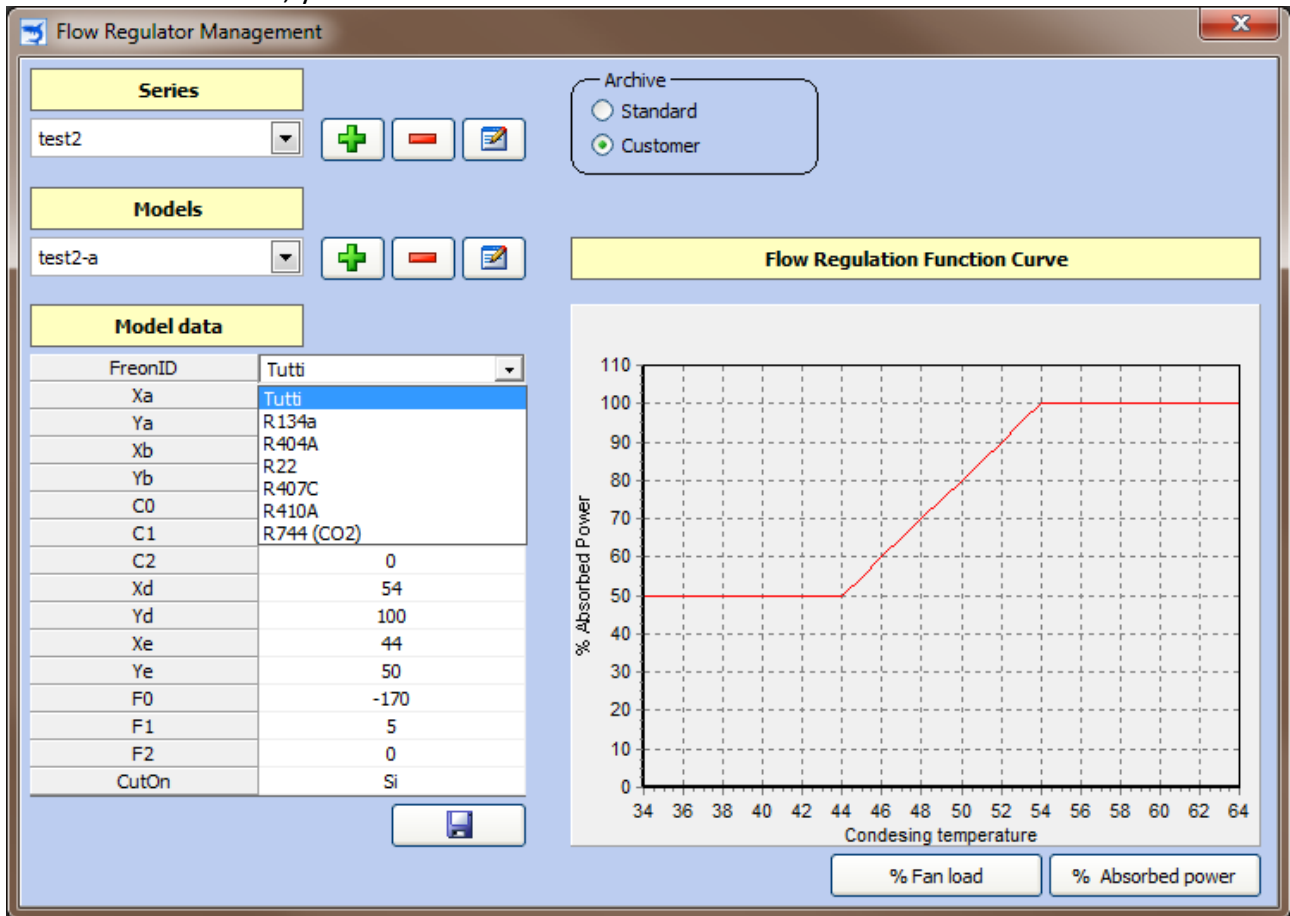 Flow Regulator Management
Series
test2
Archive
Standard
Customer
Models
test2-a
Flow Regulation Function Curve
Model data
FreonID Tutti
Xa Tutti
Ya R134a
Xb R404A
Yb R22
C0 R407C
C1 R410A
R744 (CO2)
C2 0
Xd 54
Yd 100
Xe 44
Ye 50
F0 -170
F1 5
F2 0
CutOn Si
110
100
90
80
70
60
50
40
30
20
10
0
% Absorbed Power
34 36 38 40 42 44 46 48 50 52 54 56 58 60 62 64
Condesing temperature
% Fan load
% Absorbed power